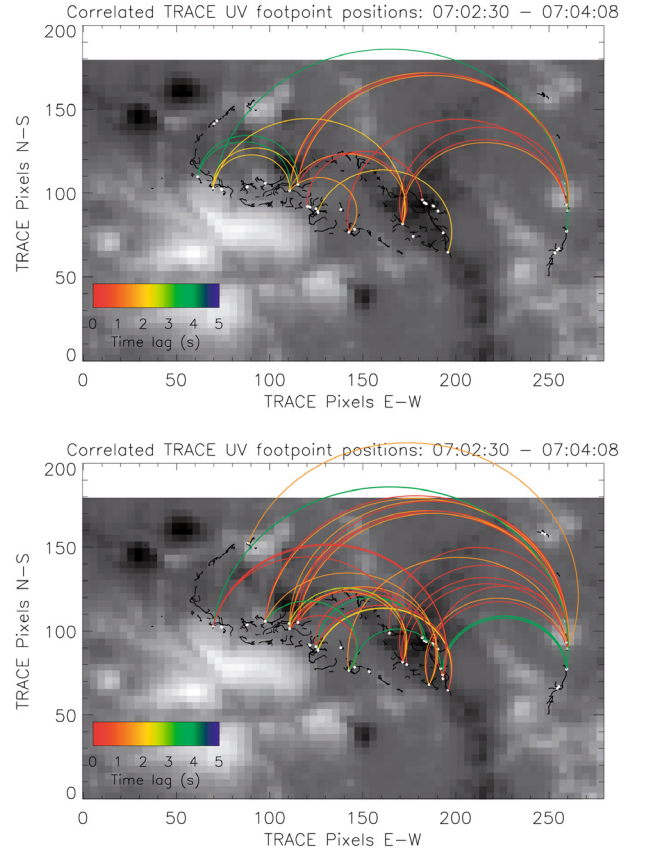 Correlated TRACE UV footpoint positions: 07:02:30 − 07:04:08
200
150
100
50
0
TRACE Pixels N−S
0 1 2 3 4 5
Time lag (s)
0 50 100 150 200 250
TRACE Pixels E−W
Correlated TRACE UV footpoint positions: 07:02:30 − 07:04:08
200
150
100
50
0
TRACE Pixels N−S
0 1 2 3 4 5
Time lag (s)
0 50 100 150 200 250
TRACE Pixels E−W